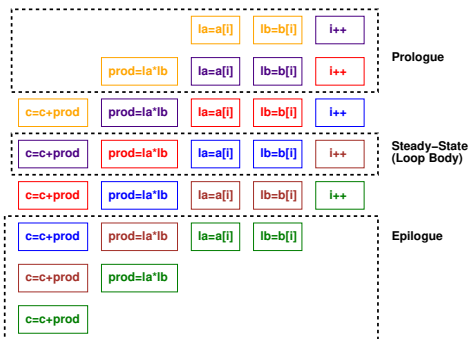 la=a[i] lb=b[i] i++
Prologue
prod=la*lb la=a[i] lb=b[i] i++
c=c+prod prod=la*lb la=a[i] lb=b[i] i++
c=c+prod prod=la*lb la=a[i] lb=b[i] i++
Steady-State
(Loop Body)
c=c+prod prod=la*lb la=a[i] lb=b[i] i++
c=c+prod prod=la*lb la=a[i] lb=b[i]
Epilogue
c=c+prod prod=la*lb
c=c+prod